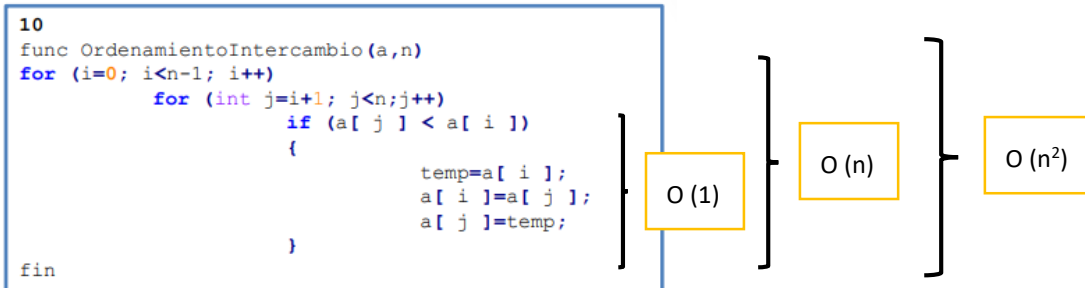 10
func OrdenamientoIntercambio(a,n)
for (i=0; i<n-1; i++)
for (int j=i+1; j<n;j++)
if (a[ j ] < a[ i ])
{
temp=a[ i ];
a[ i ]=a[ j ];
a[ j ]=temp;
}
fin
O (1)
O (n)
O (n²)